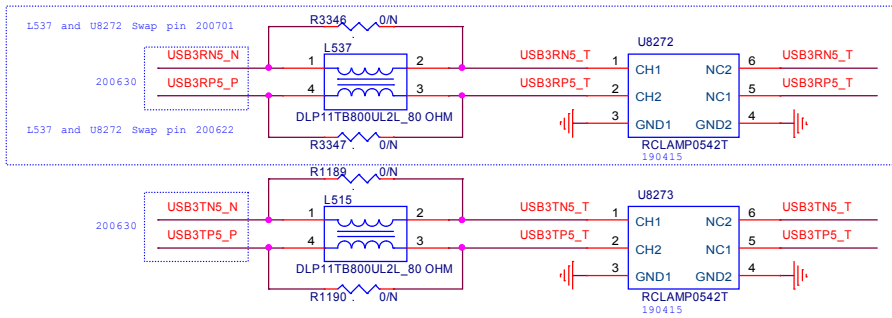 R3346 0/N
L537 and U8272 Swap pin 200701
L537
U8272
USB3RN5_N 1 2 USB3RN5_T 1 CH1 NC2 6 USB3RN5_T
200630
USB3RP5_P 4 3 USB3RP5_T 2 CH2 NC1 5 USB3RP5_T
DLP11TB800UL2L_80 OHM
3 GND1 GND2 4
L537 and U8272 Swap pin 200622
R3347 0/N
RCLAMP0542T
190415
R1189 0/N
L515
U8273
USB3TN5_N 1 2 USB3TN5_T 1 CH1 NC2 6 USB3TN5_T
200630
USB3TP5_P 4 3 USB3TP5_T 2 CH2 NC1 5 USB3TP5_T
DLP11TB800UL2L_80 OHM
3 GND1 GND2 4
R1190 0/N
RCLAMP0542T
190415